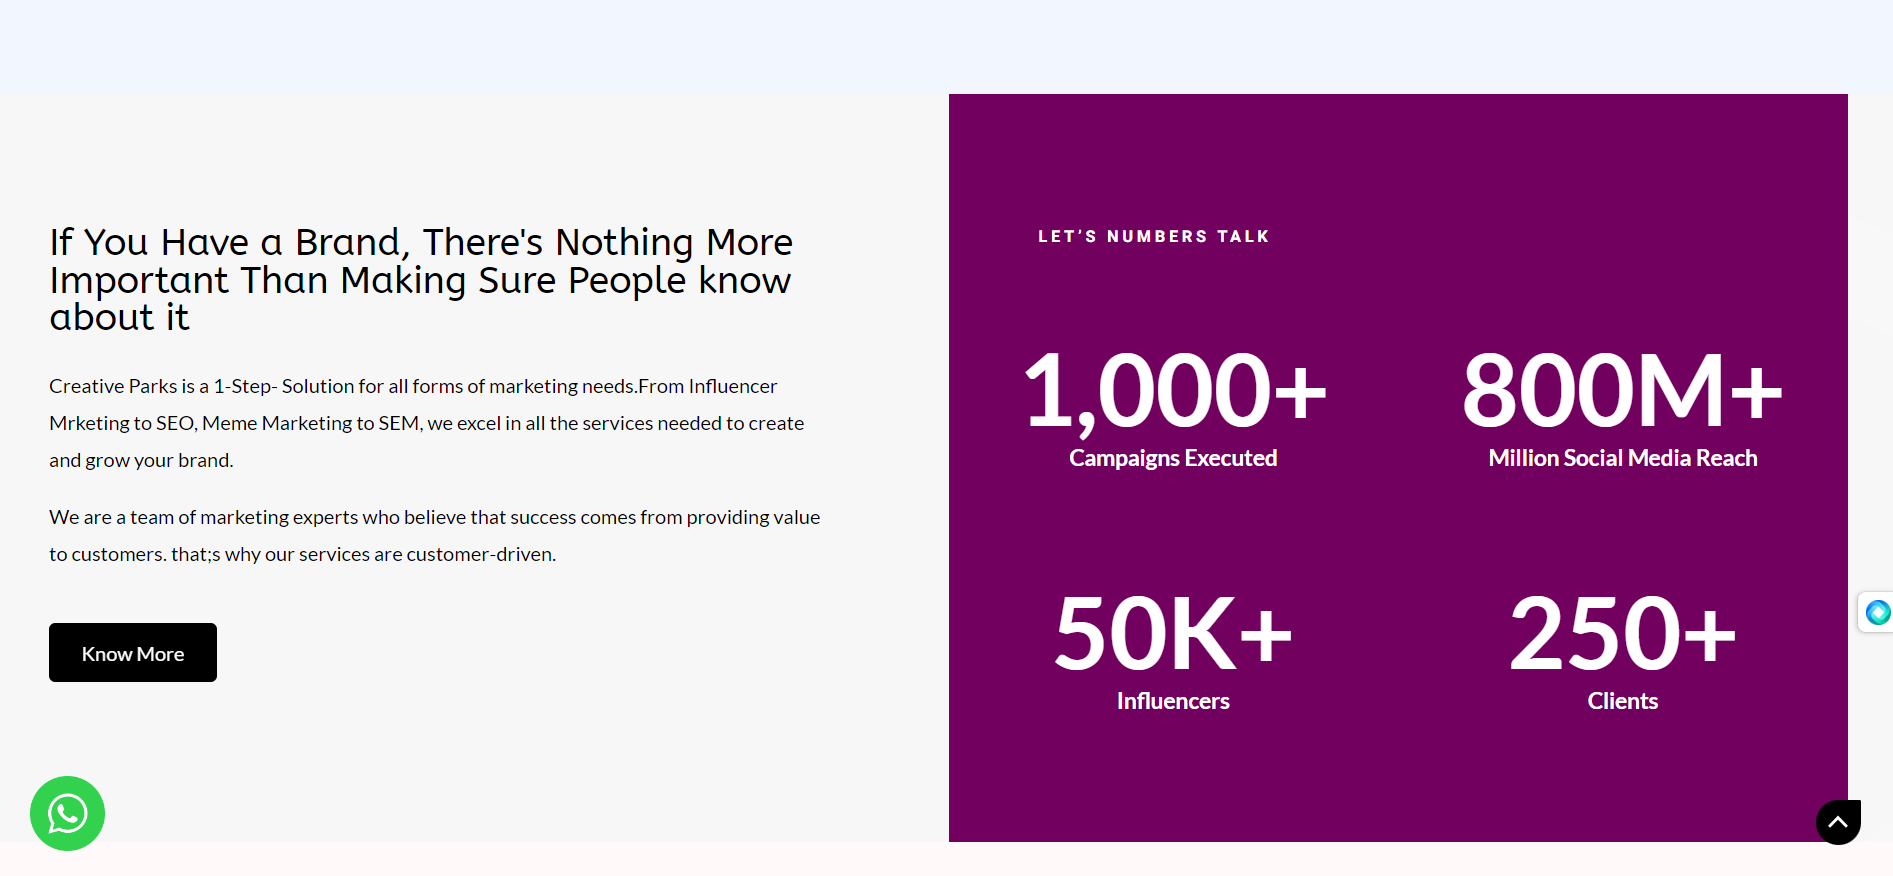 If You Have a Brand, There's Nothing More
Important Than Making Sure People know
about it
Creative Parks is a 1-Step- Solution for all forms of marketing needs.From Influencer
Mrketing to SEO, Meme Marketing to SEM, we excel in all the services needed to create
and grow your brand.
We are a team of marketing experts who believe that success comes from providing value
to customers. that;s why our services are customer-driven.
Know More
LET’S NUMBERS TALK
1,000+
Campaigns Executed
800M+
Million Social Media Reach
50K+
Influencers
250+
Clients